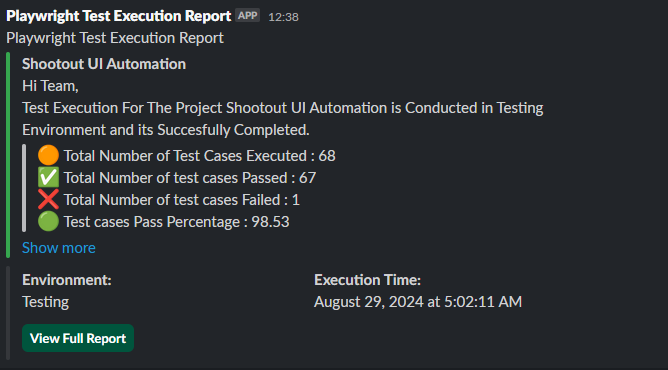 Playwright Test Execution Report APP 12:38
Playwright Test Execution Report
Shootout UI Automation
Hi Team,
Test Execution For The Project Shootout UI Automation is Conducted in Testing
Environment and its Succesfully Completed.
Total Number of Test Cases Executed : 68
Total Number of test cases Passed : 67
Total Number of test cases Failed : 1
Test cases Pass Percentage : 98.53
Show more
Environment: Execution Time:
Testing August 29, 2024 at 5:02:11 AM
View Full Report